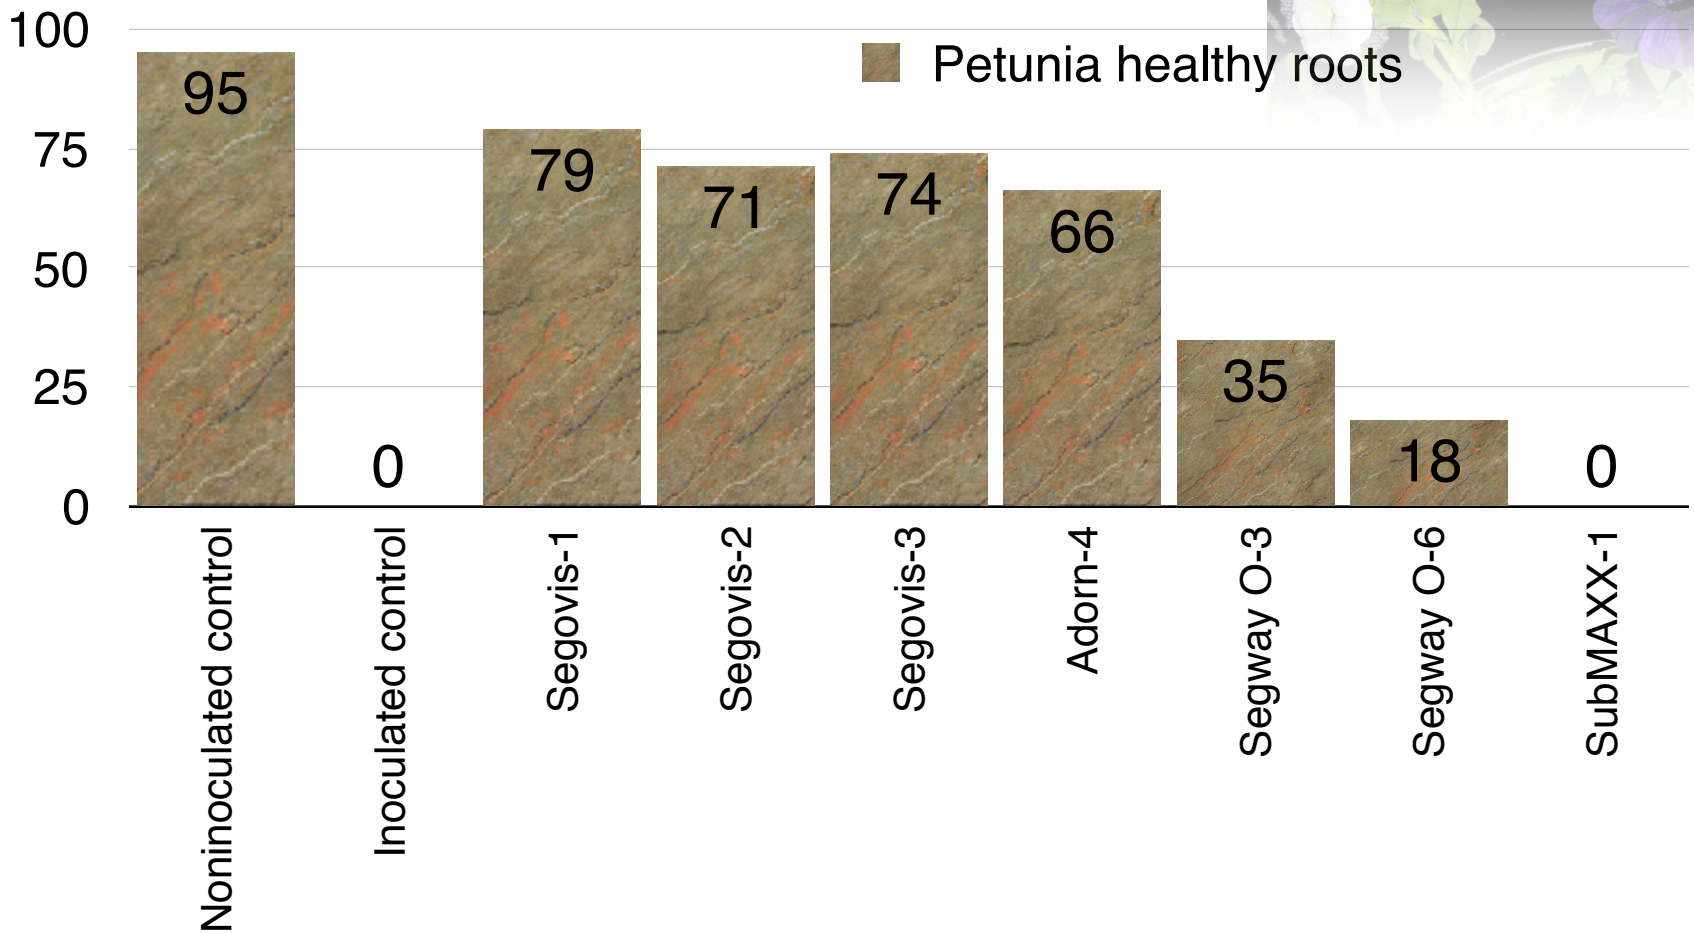 100
75
50
25
0
Petunia healthy roots
95
0
79
71
74
66
35
18
0
Noninoculated control
Inoculated control
Segovis-1
Segovis-2
Segovis-3
Adorn-4
Segway O-3
Segway O-6
SubMAXX-1